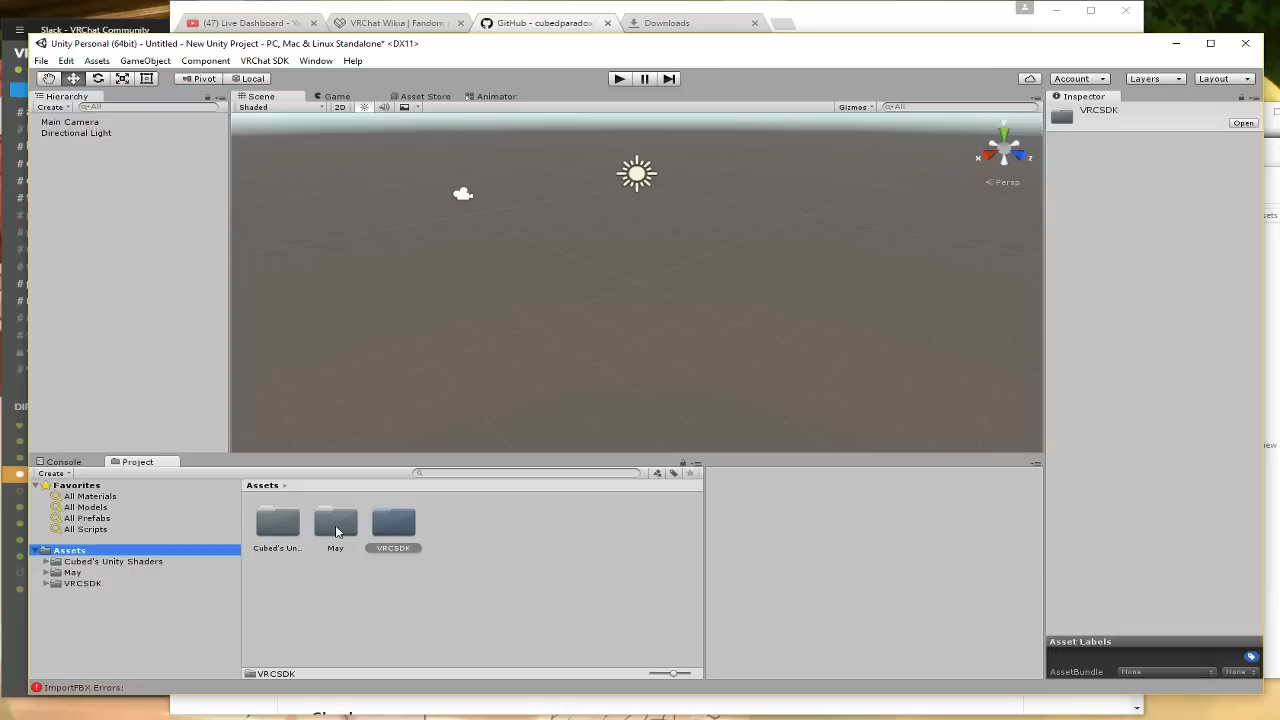 Slack - VRChat Community
(47) Live Dashboard - Yo
VRChat Wikia | Fandom
GitHub - cubedparadox/
Downloads
Unity Personal (64bit) - Untitled - New Unity Project - PC, Mac & Linux Standalone* <DX11>
File Edit Assets GameObject Component VRChat SDK Window Help
Pivot Local Account Layers Layout
Hierarchy Scene Game Asset Store Animator Inspector
Create All Shaded 2D Gizmos All VRCSDK
Open
Main Camera
Directional Light
y
x
z
Persp
Console Project
Create
Favorites Assets
All Materials
All Models
All Prefabs
All Scripts
Assets
Cubed's Un... May VRCSDK
Cubed's Unity Shaders
May
VRCSDK
Asset Labels
VRCSDK AssetBundle None None
ImportFBX Errors: